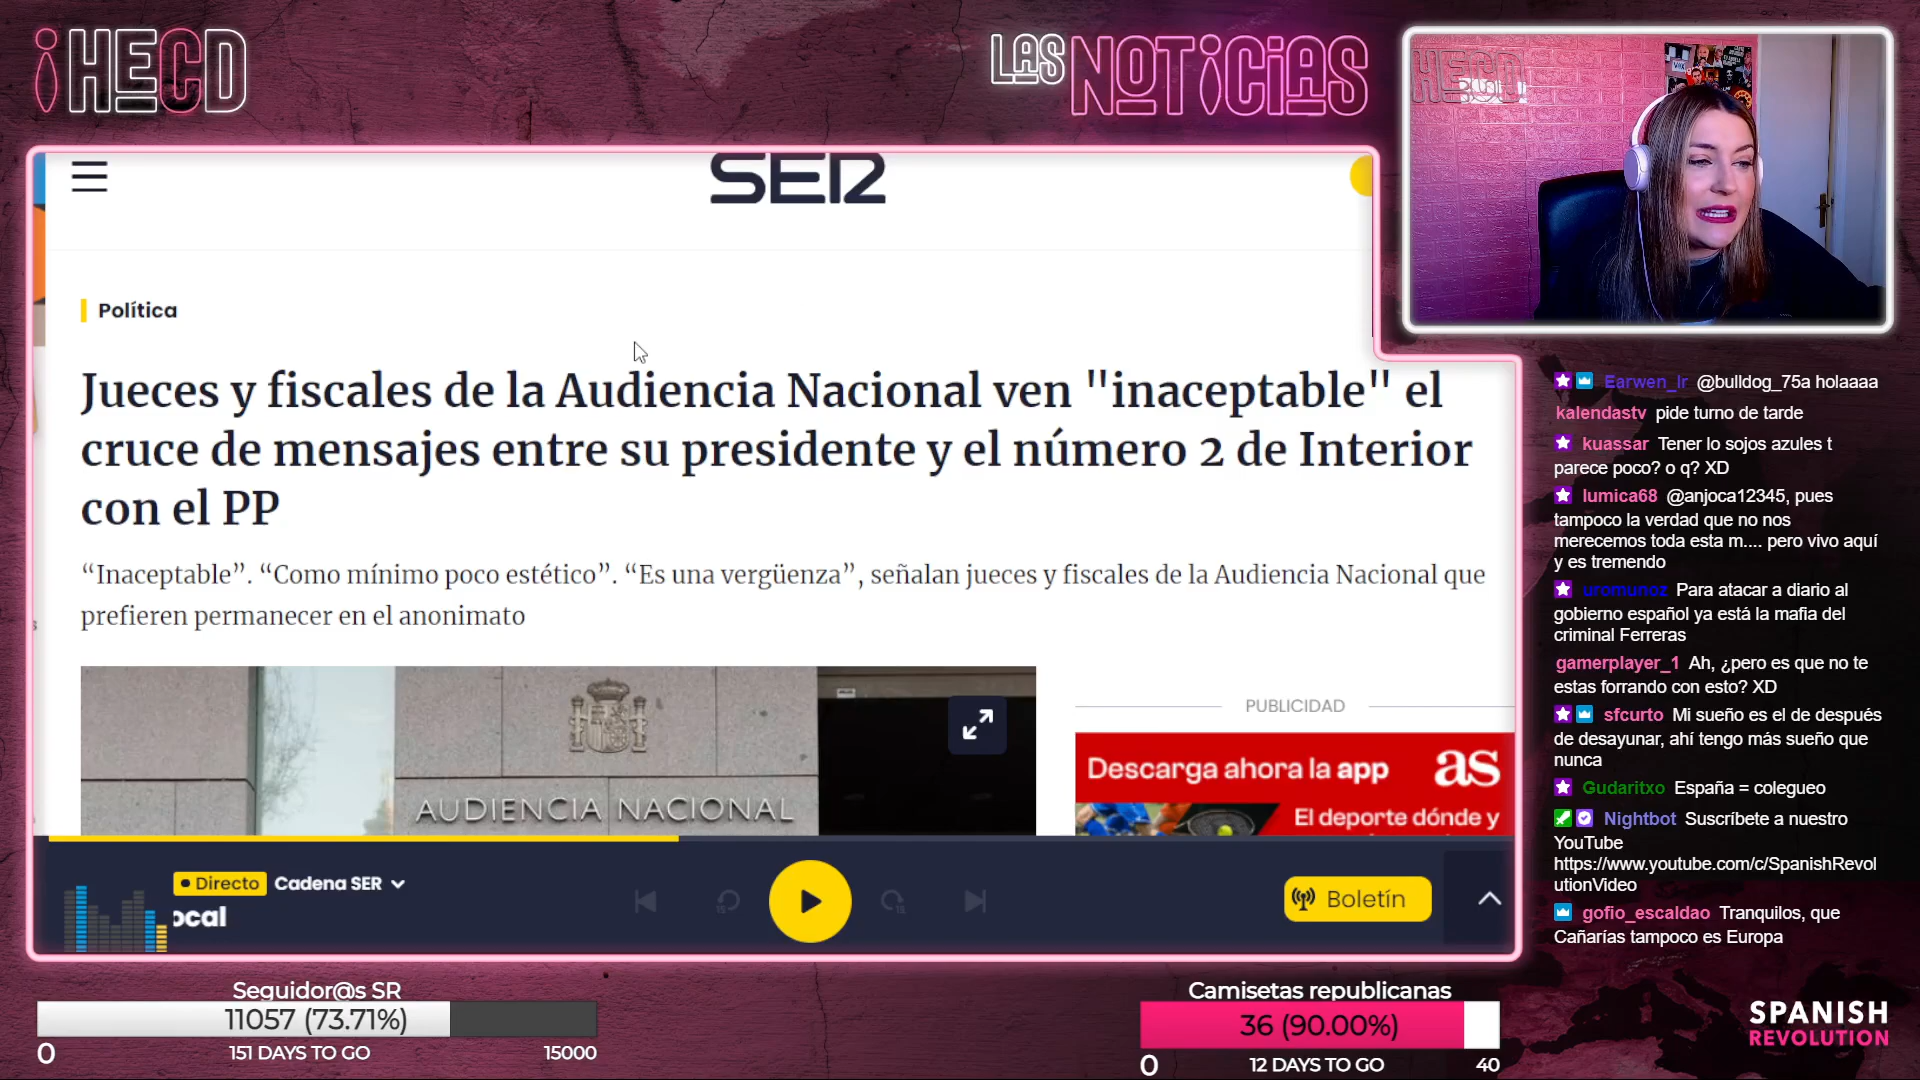 HECD
LAS NOTICIAS
HECD
SER
Política
Jueces y fiscales de la Audiencia Nacional ven "inaceptable" el
cruce de mensajes entre su presidente y el número 2 de Interior
con el PP
“Inaceptable”. “Como mínimo poco estético”. “Es una vergüenza”, señalan jueces y fiscales de la Audiencia Nacional que
prefieren permanecer en el anonimato
AUDIENCIA NACIONAL
PUBLICIDAD
Descarga ahora la app as
El deporte dónde y
Directo Cadena SER
ocal
15
15
Boletín
Earwen_lr @bulldog_75a holaaaa
kalendastv pide turno de tarde
kuassar Tener lo sojos azules t
parece poco? o q? XD
lumica68 @anjoca12345, pues
tampoco la verdad que no nos
merecemos toda esta m.... pero vivo aquí
y es tremendo
uromunoz Para atacar a diario al
gobierno español ya está la mafia del
criminal Ferreras
gamerplayer_1 Ah, ¿pero es que no te
estas forrando con esto? XD
sfcurto Mi sueño es el de después
de desayunar, ahí tengo más sueño que
nunca
Gudaritxo España = colegueo
Nightbot Suscríbete a nuestro
YouTube
https://www.youtube.com/c/SpanishRevol
utionVideo
gofio_escaldao Tranquilos, que
Cañarías tampoco es Europa
Seguidor@s SR
11057 (73.71%)
0 151 DAYS TO GO 15000
Camisetas republicanas
36 (90.00%)
0 12 DAYS TO GO 40
SPANISH
REVOLUTION